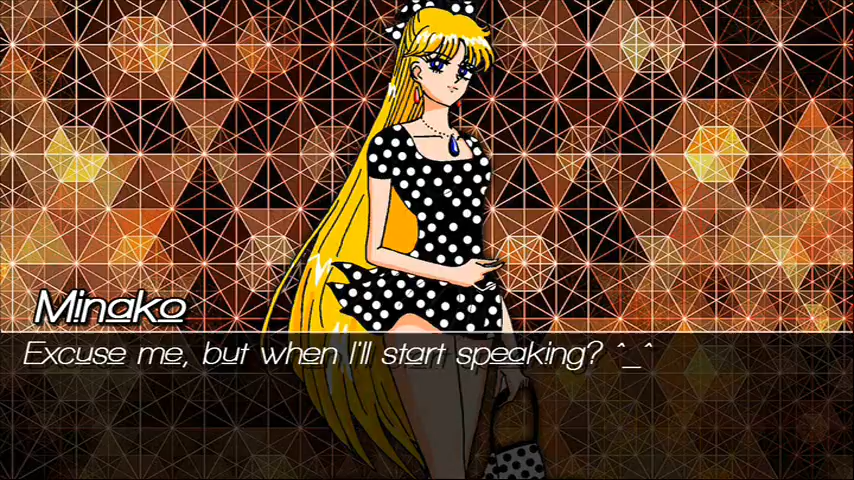 Minako
Excuse me, but when I'll start speaking? ^_^